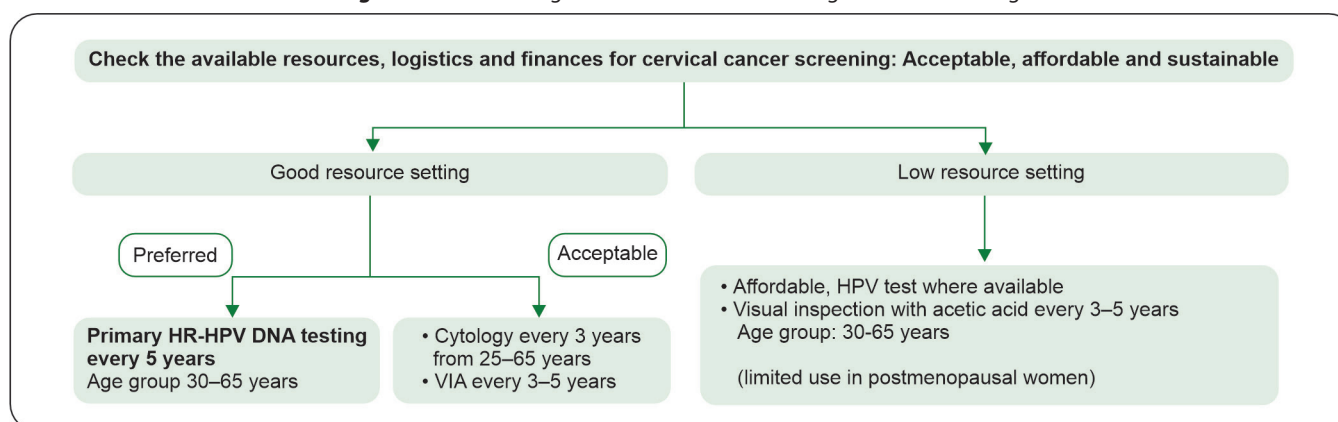 Check the available resources, logistics and finances for cervical cancer screening: Acceptable, affordable and sustainable
Good resource setting
Low resource setting
Preferred
Acceptable
Primary HR-HPV DNA testing
every 5 years
Age group 30–65 years
• Cytology every 3 years
from 25–65 years
• VIA every 3–5 years
• Affordable, HPV test where available
• Visual inspection with acetic acid every 3–5 years
Age group: 30-65 years
(limited use in postmenopausal women)